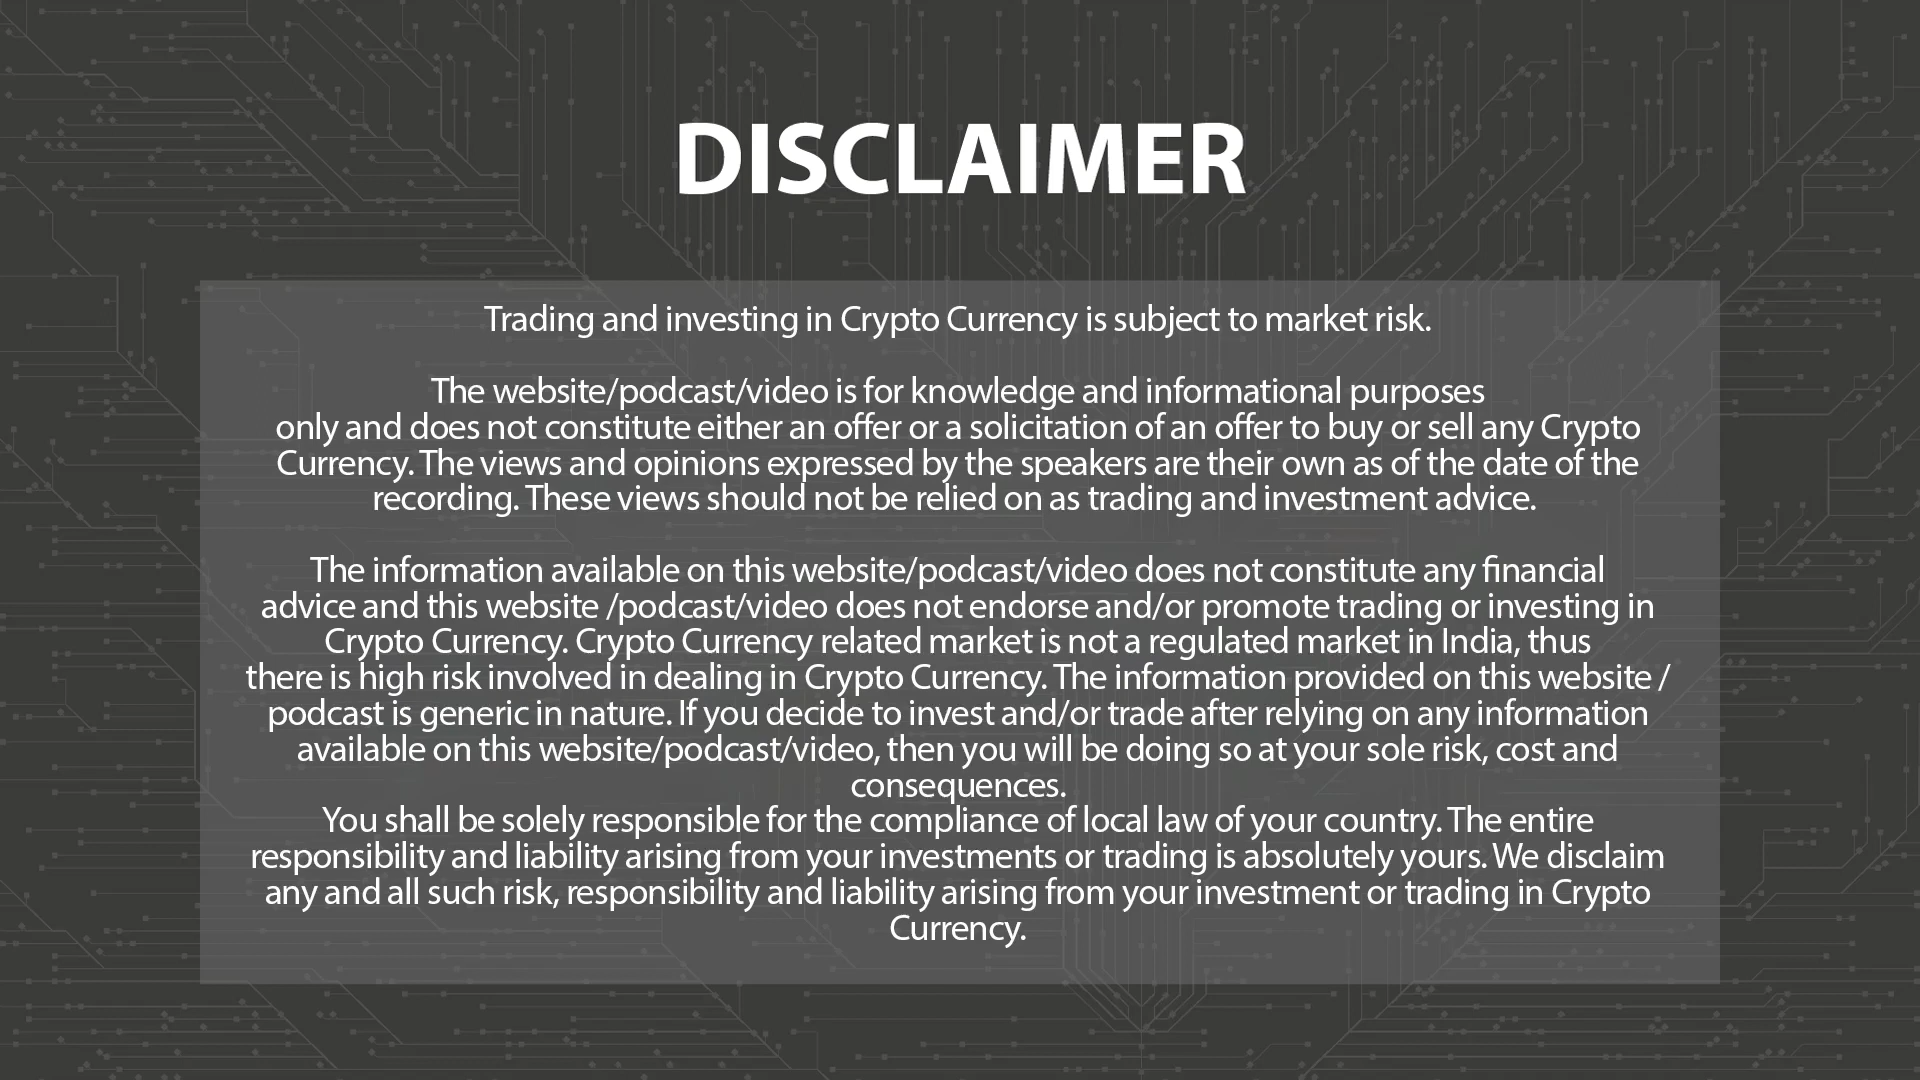 DISCLAIMER
Trading and investing in Crypto Currency is subject to market risk.
The website/podcast/video is for knowledge and informational purposes
only and does not constitute either an offer or a solicitation of an offer to buy or sell any Crypto
Currency. The views and opinions expressed by the speakers are their own as of the date of the
recording. These views should not be relied on as trading and investment advice.
The information available on this website/podcast/video does not constitute any financial
advice and this website /podcast/video does not endorse and/or promote trading or investing in
Crypto Currency. Crypto Currency related market is not a regulated market in India, thus
there is high risk involved in dealing in Crypto Currency. The information provided on this website /
podcast is generic in nature. If you decide to invest and/or trade after relying on any information
available on this website/podcast/video, then you will be doing so at your sole risk, cost and
consequences.
You shall be solely responsible for the compliance of local law of your country. The entire
responsibility and liability arising from your investments or trading is absolutely yours. We disclaim
any and all such risk, responsibility and liability arising from your investment or trading in Crypto
Currency.